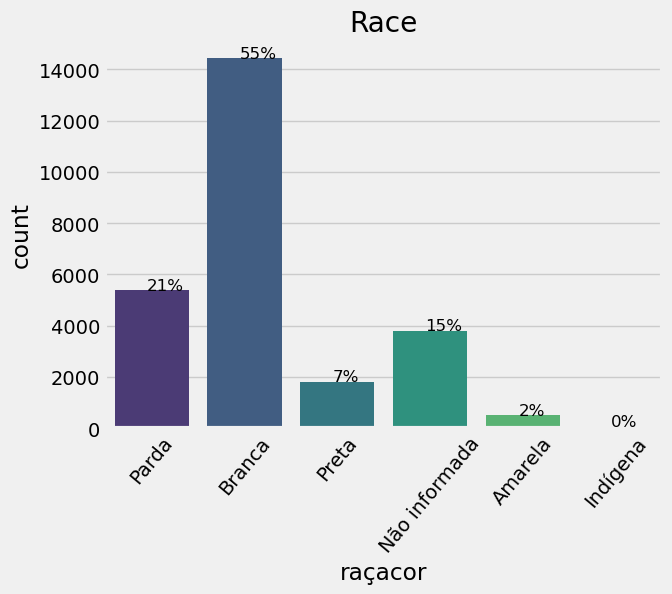 Race
count
14000
12000
10000
8000
6000
4000
2000
0
21%
55%
7%
15%
2%
0%
Parda
Branca
Preta
Não informada
Amarela
Indígena
raçacor